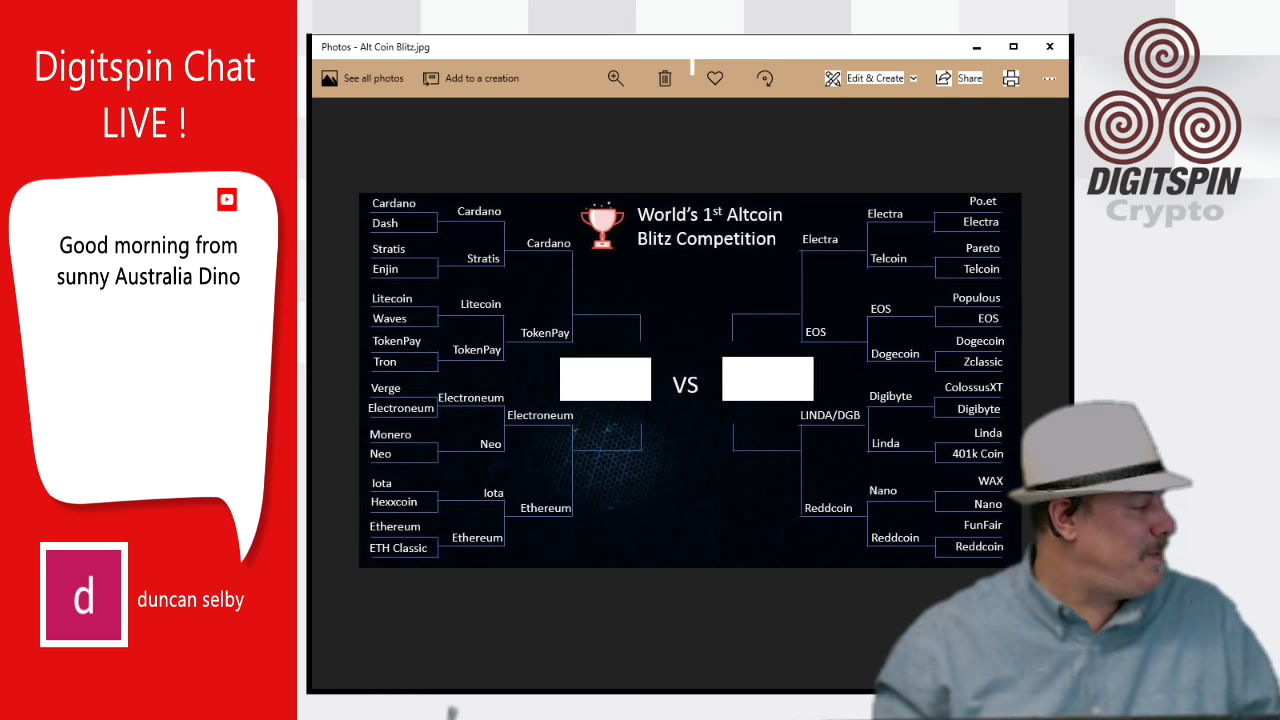 Digitspin Chat
LIVE !
Good morning from
sunny Australia Dino
d
duncan selby
Photos - Alt Coin Blitz.jpg
See all photos
Add to a creation
Edit & Create
Share
World's 1st Altcoin
Blitz Competition
Cardano
Dash
Stratis
Enjin
Litecoin
Waves
TokenPay
Tron
Verge
Electroneum
Monero
Neo
Iota
Hexxcoin
Ethereum
ETH Classic
Cardano
Stratis
Litecoin
TokenPay
Electroneum
Neo
Iota
Ethereum
Cardano
TokenPay
Electroneum
Ethereum
VS
Electra
EOS
LINDA/DGB
Reddcoin
Electra
Telcoin
EOS
Dogecoin
Digibyte
Linda
Nano
Reddcoin
Po.et
Electra
Pareto
Telcoin
Populous
EOS
Dogecoin
Zclassic
ColossusXT
Digibyte
Linda
401k Coin
WAX
Nano
FunFair
Reddcoin
DIGITSPIN
Crypto